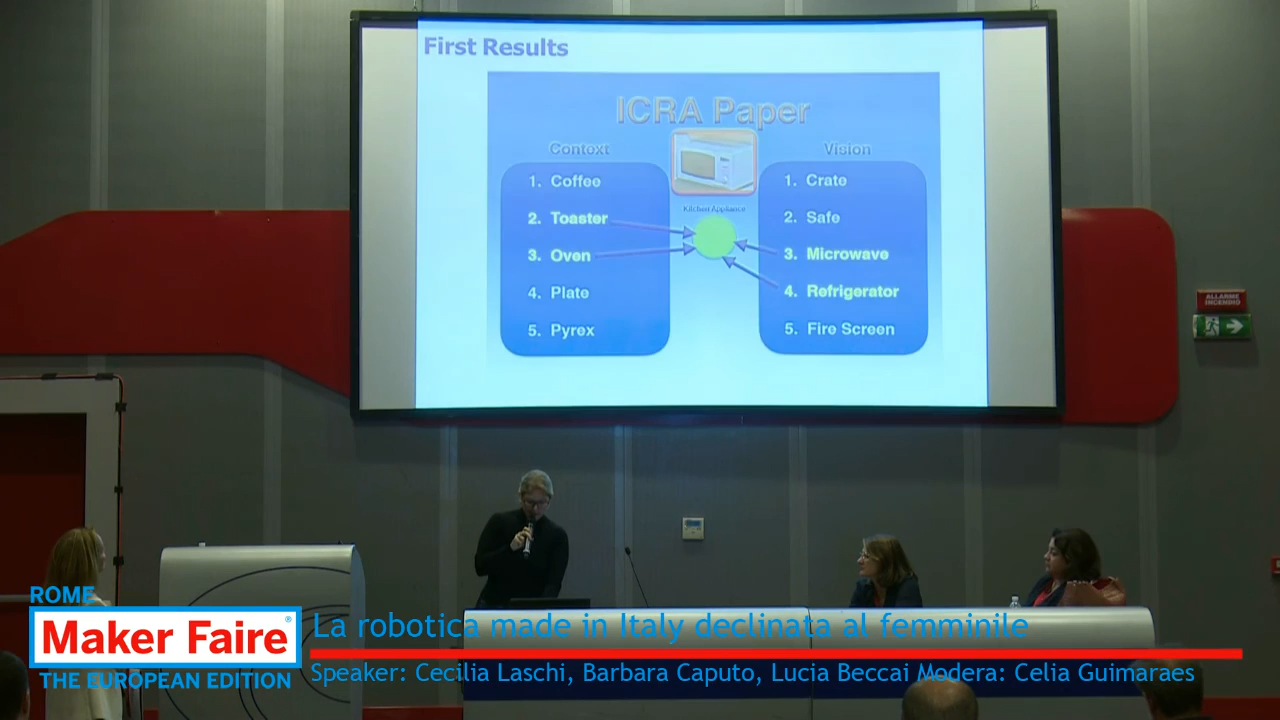 First Results
ICRA Paper
Context
Vision
1. Coffee
2. Toaster
3. Oven
4. Plate
5. Pyrex
Kitchen Appliance
1. Crate
2. Safe
3. Microwave
4. Refrigerator
5. Fire Screen
ALLARME
INCENDIO
ROME
Maker Faire®
THE EUROPEAN EDITION
La robotica made in Italy declinata al femminile
Speaker: Cecilia Laschi, Barbara Caputo, Lucia Beccai Modera: Celia Guimaraes